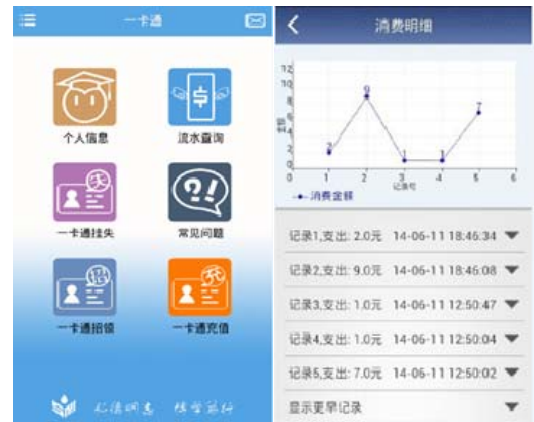 一卡通
个人信息 流水查询
一卡通挂失 常见问题
一卡通招领 一卡通充值
消费明细
12
10
8
6
4
2
0
金额
2 9 1 1 7
0 1 2 3 4 5 6
记录号
消费金额
记录1,支出: 2.0元 14-06-11 18:46:34
记录2,支出: 9.0元 14-06-11 18:46:08
记录3,支出: 1.0元 14-06-11 12:50:47
记录4,支出: 1.0元 14-06-11 12:50:04
记录5,支出: 7.0元 14-06-11 12:50:02
显示更早记录